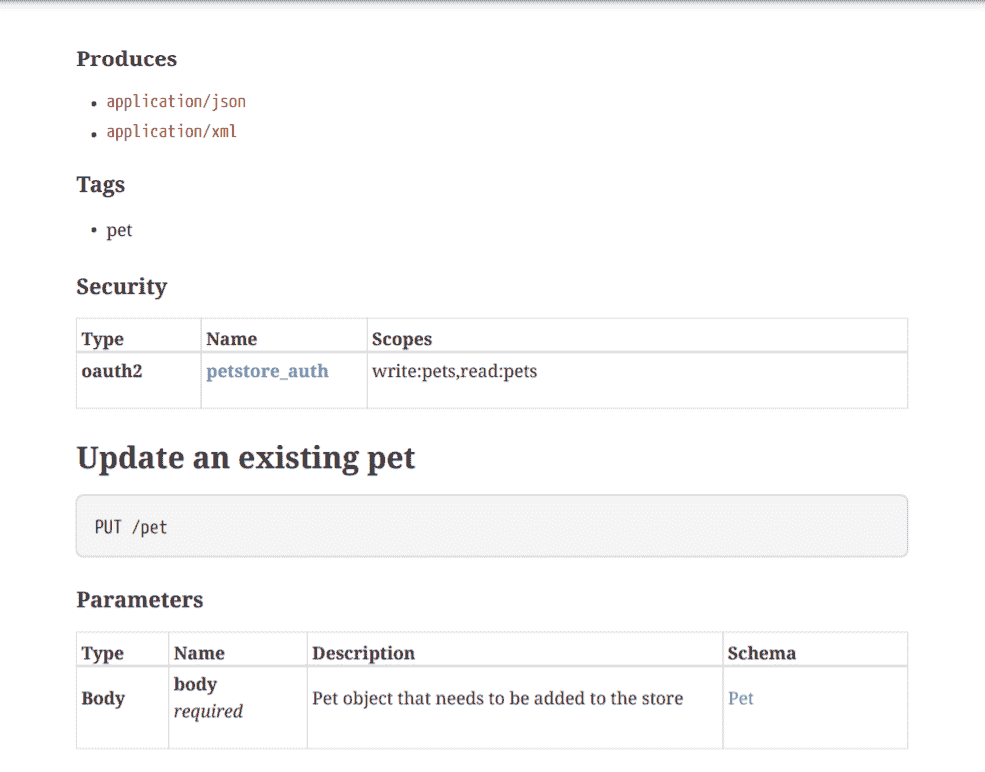 Produces
• application/json
• application/xml
Tags
• pet
Security
Type Name Scopes
oauth2 petstore_auth write:pets,read:pets
Update an existing pet
PUT /pet
Parameters
Type Name Description Schema
Body body required Pet object that needs to be added to the store Pet